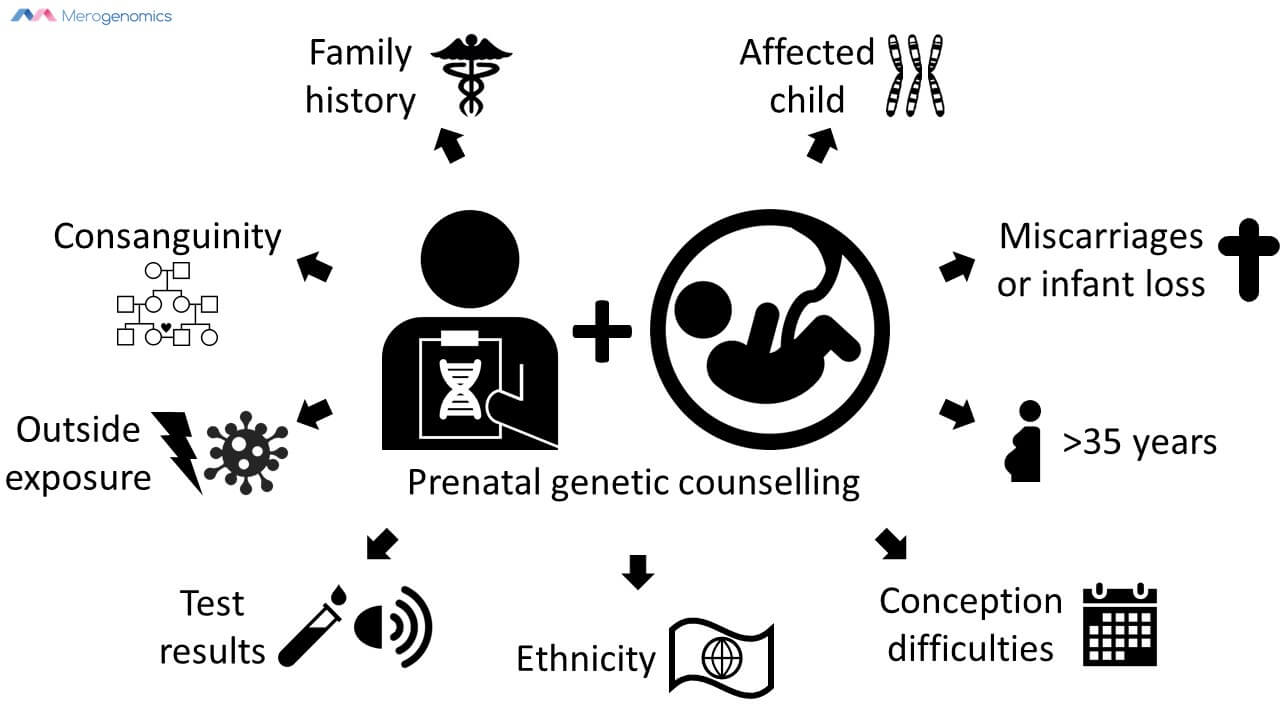 Merogenomics
Family
history
Affected
child
Consanguinity
Miscarriages
or infant loss
Outside
exposure
>35 years
Prenatal genetic counselling
Test
results
Ethnicity
Conception
difficulties